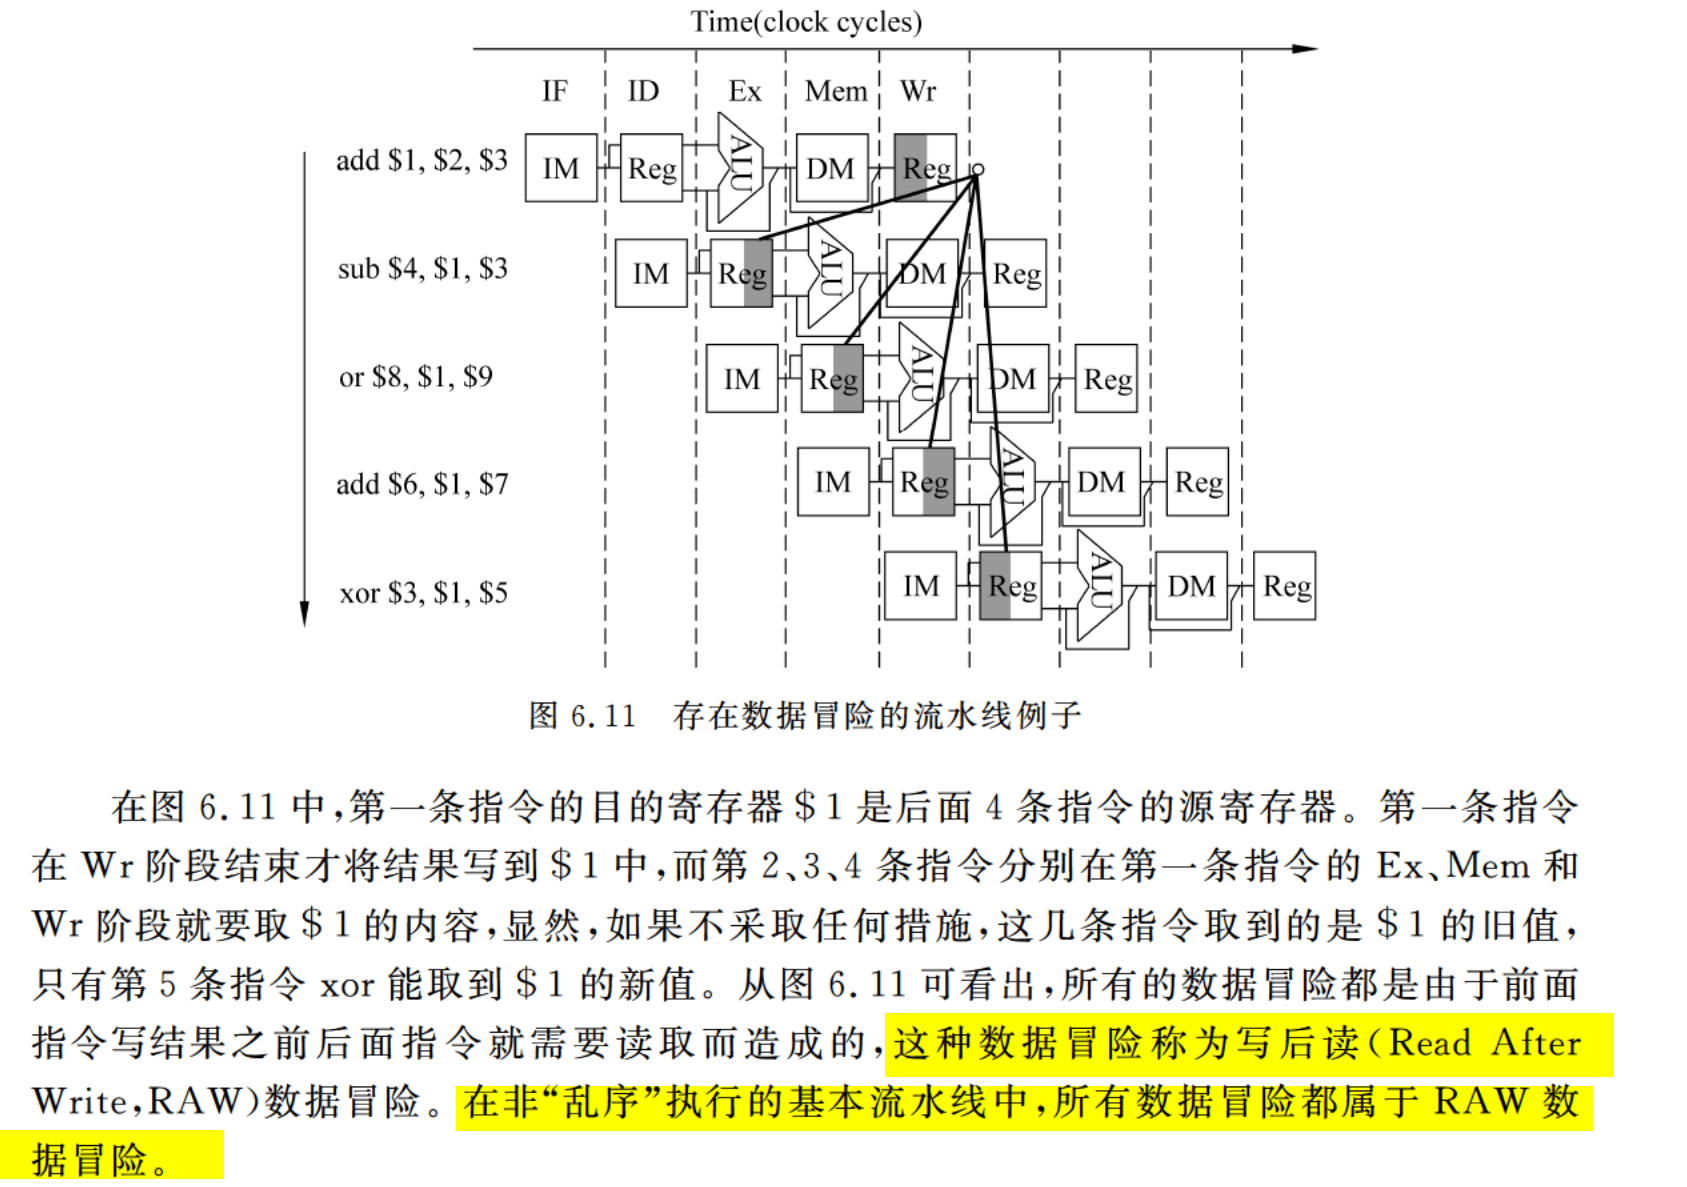 Time(clock cycles)
IF ID Ex Mem Wr
add $1, $2, $3 IM Reg ALU DM Reg
sub $4, $1, $3 IM Reg ALU DM Reg
or $8, $1, $9 IM Reg ALU DM Reg
add $6, $1, $7 IM Reg ALU DM Reg
xor $3, $1, $5 IM Reg ALU DM Reg
图 6.11 存在数据冒险的流水线例子
在图 6.11 中,第一条指令的目的寄存器 $1 是后面 4 条指令的源寄存器。第一条指令
在 Wr 阶段结束才将结果写到 $1 中,而第 2、3、4 条指令分别在第一条指令的 Ex、Mem 和
Wr 阶段就要取 $1 的内容,显然,如果不采取任何措施,这几条指令取到的是 $1 的旧值,
只有第 5 条指令 xor 能取到 $1 的新值。从图 6.11 可看出,所有的数据冒险都是由于前面
指令写结果之前后面指令就需要读取而造成的,这种数据冒险称为写后读(Read After
Write,RAW)数据冒险。在非“乱序”执行的基本流水线中,所有数据冒险都属于 RAW 数
据冒险。